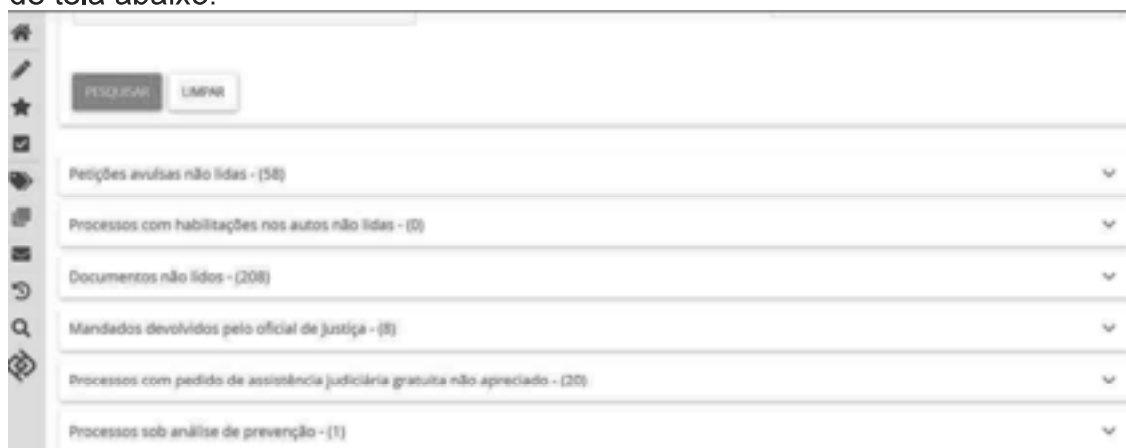 de tela abaixo.
PESQUISAR LIMPAR
Petições avulsas não lidas - (58)
Processos com habilitações nos autos não lidas - (0)
Documentos não lidos - (208)
Mandados devolvidos pelo oficial de Justiça - (8)
Processos com pedido de assistência judiciária gratuita não apreciado - (20)
Processos sob análise de prevenção - (1)